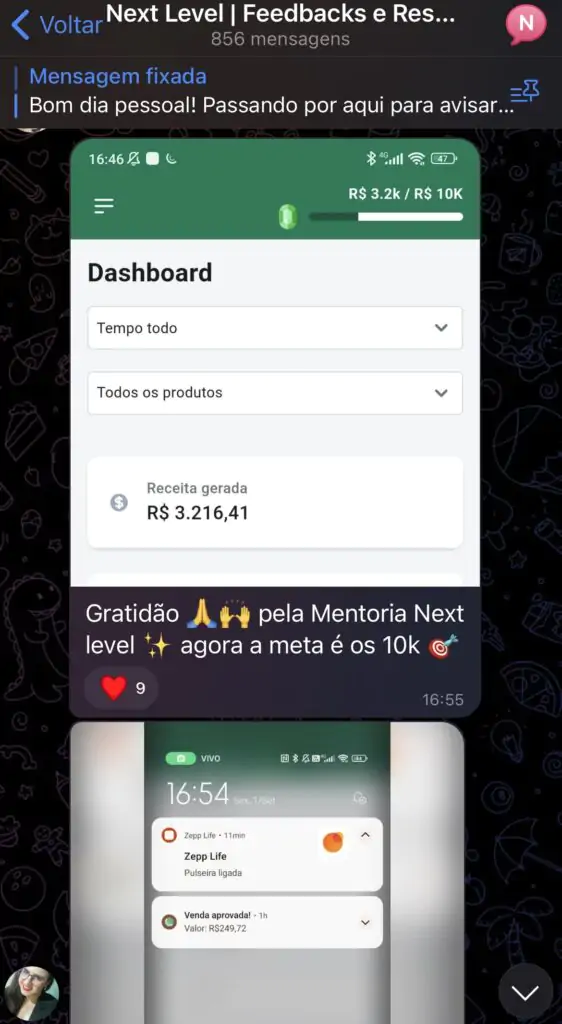 Voltar
Next Level | Feedbacks e Res...
856 mensagens
N
Mensagem fixada
Bom dia pessoal! Passando por aqui para avisar...
16:46
4G
47
R$ 3.2k / R$ 10K
Dashboard
Tempo todo
Todos os produtos
Receita gerada
R$ 3.216,41
Gratidão 🙏🙌 pela Mentoria Next
level ✨ agora a meta é os 10k 🎯
❤️ 9
16:55
VIVO
16:54
Zepp Life • 11min
Zepp Life
Pulseira ligada
Venda aprovada! • 1h
Valor: R$249,72